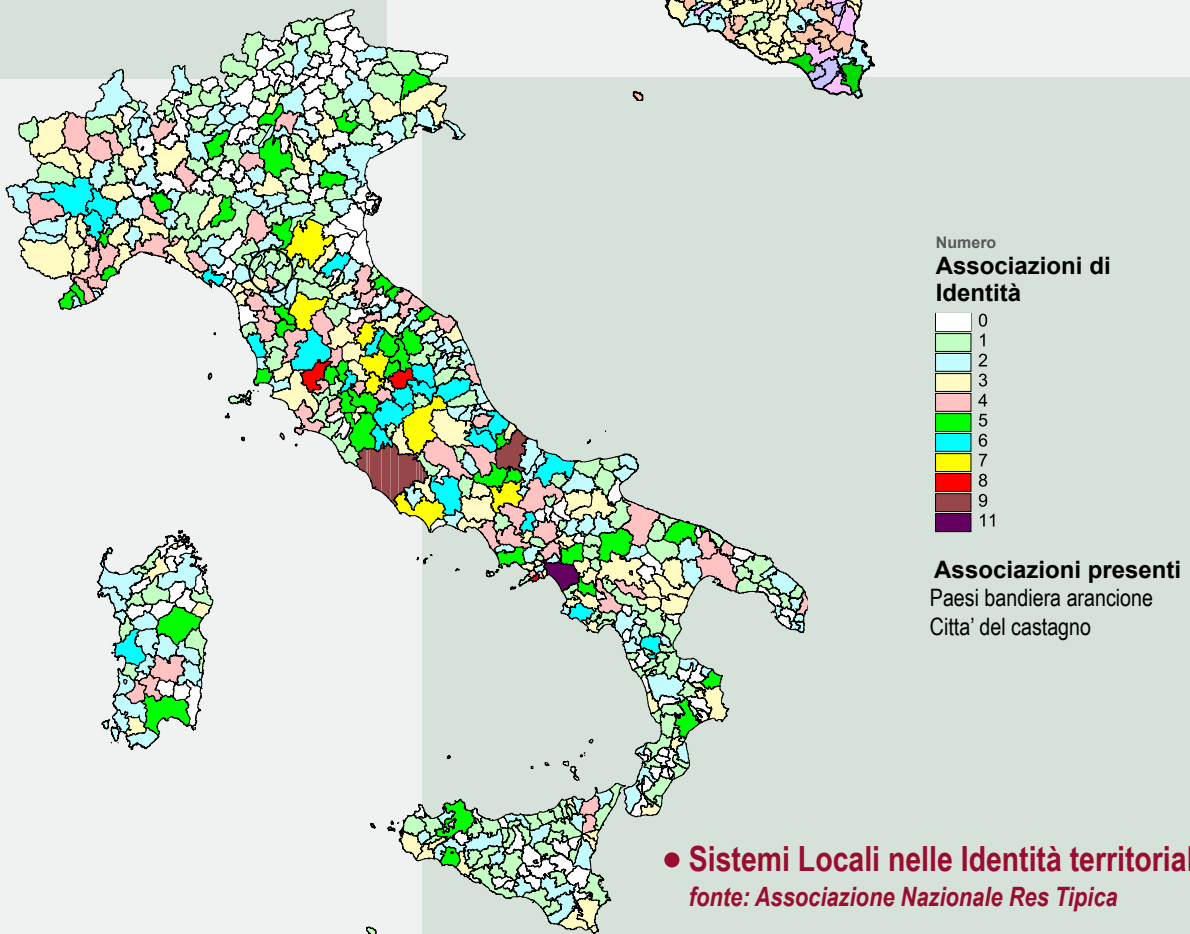 Numero
Associazioni di
Identità
0
1
2
3
4
5
6
7
8
9
11
Associazioni presenti
Paesi bandiera arancione
Citta' del castagno
• Sistemi Locali nelle Identità territorial
fonte: Associazione Nazionale Res Tipica